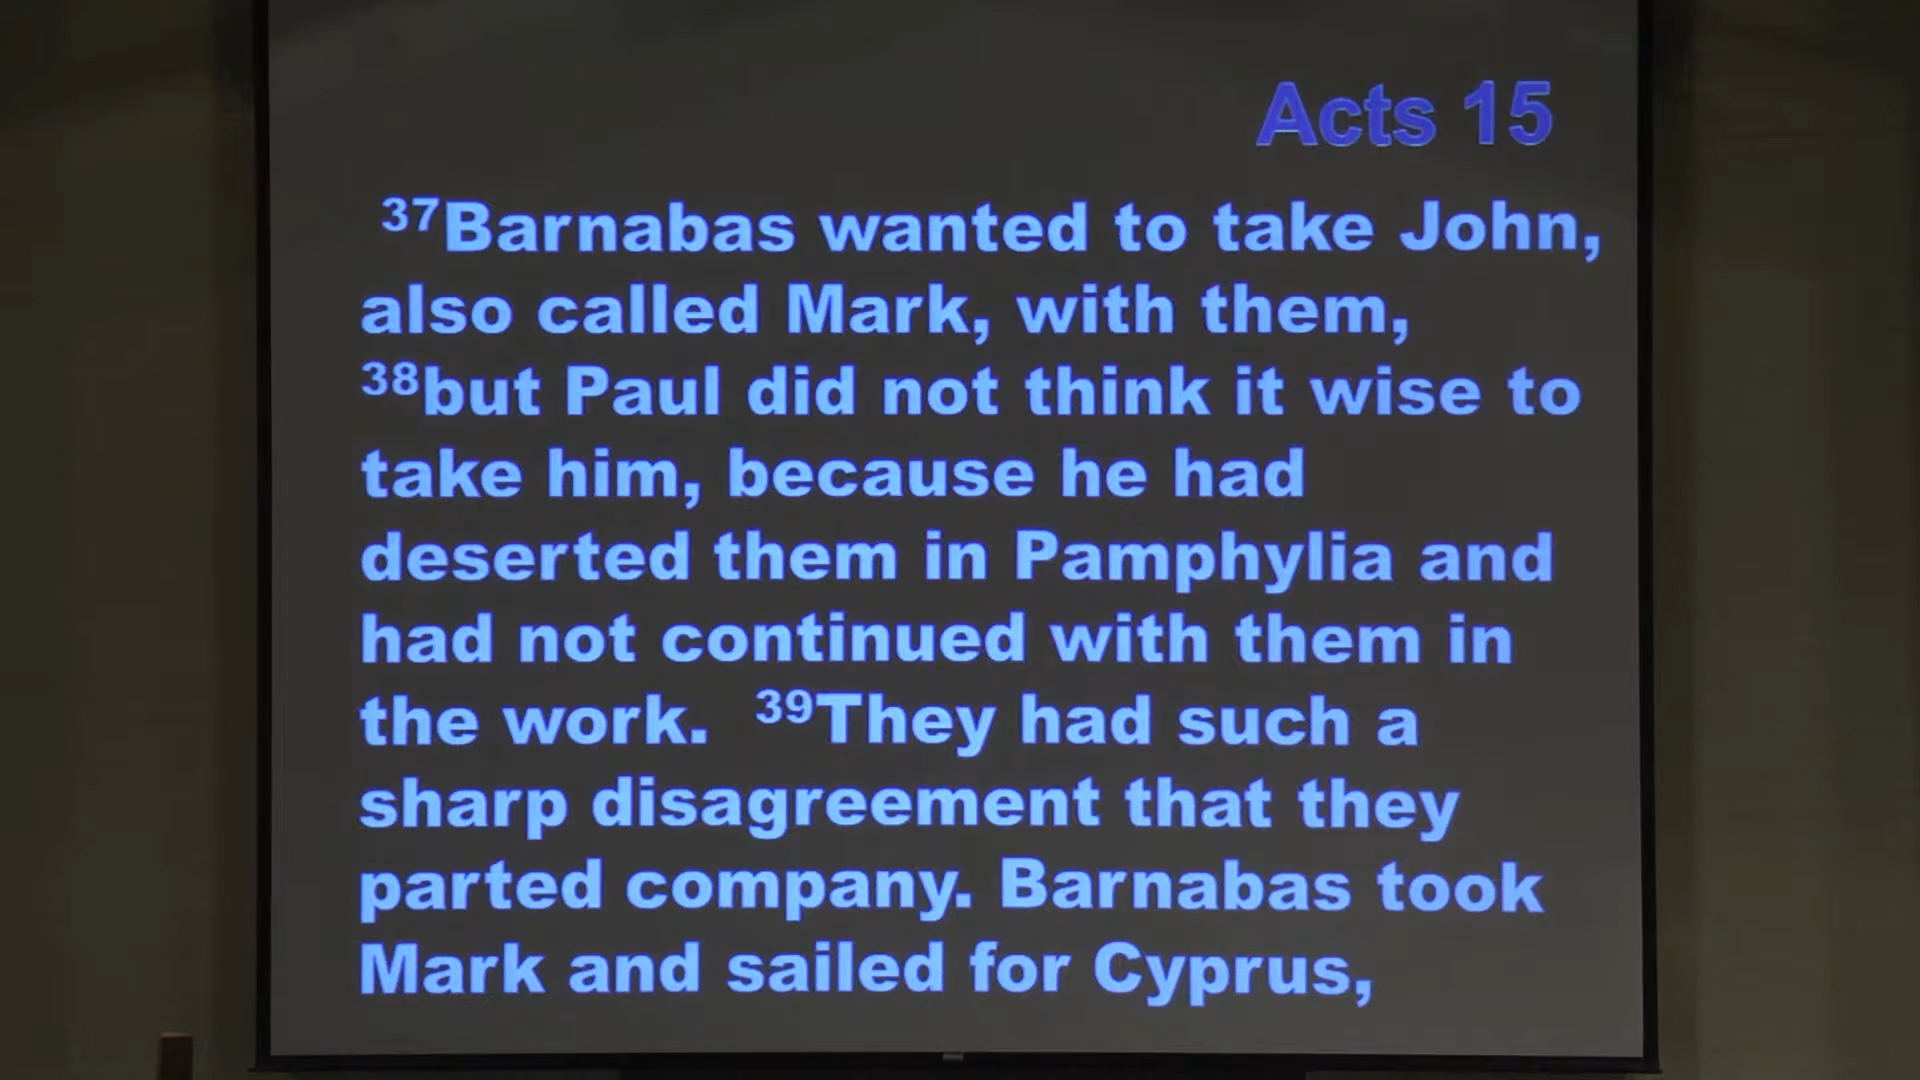 Acts 15
37Barnabas wanted to take John,
also called Mark, with them,
38but Paul did not think it wise to
take him, because he had
deserted them in Pamphylia and
had not continued with them in
the work. 39They had such a
sharp disagreement that they
parted company. Barnabas took
Mark and sailed for Cyprus,